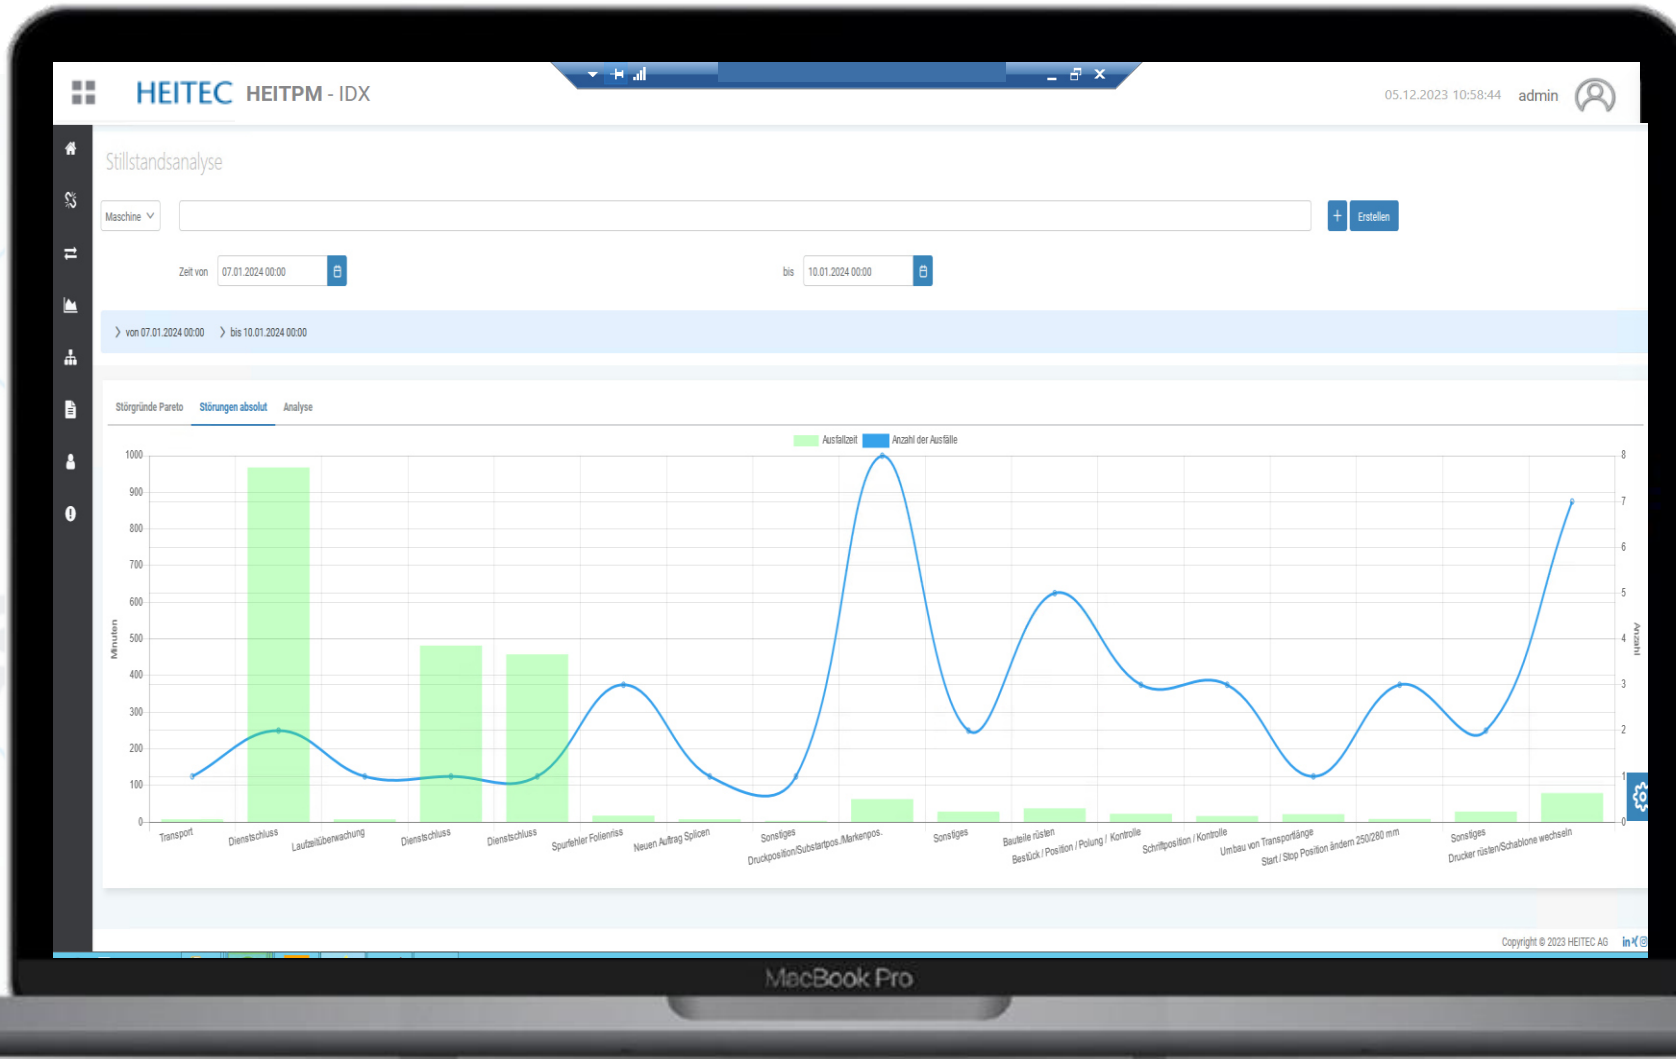 HEITEC HEITPM - IDX
05.12.2023 10:58:44 admin
Stillstandsanalyse
Maschine
+ Erstellen
Zeit von 07.01.2024 00:00 bis 10.01.2024 00:00
von 07.01.2024 00:00 bis 10.01.2024 00:00
Störgründe Pareto Störungen absolut Analyse
Ausfallzeit Anzahl der Ausfälle
Minuten
1000
900
800
700
600
500
400
300
200
100
0
8
7
6
5
4
3
2
1
0
Anzahl
Transport
Dienstschluss
Laufzeitüberwachung
Dienstschluss
Dienstschluss
Spurfehler Folienriss
Neuen Auftrag Splicen
Sonstiges
Druckposition/Substartpos./Markenpos.
Sonstiges
Bauteile rüsten
Bestück / Position / Polung / Kontrolle
Schriftposition / Kontrolle
Umbau von Transportlänge
Start / Stop Position ändern 250/280 mm
Sonstiges
Drucker rüsten/Schablone wechseln
Copyright © 2023 HEITEC AG
MacBook Pro